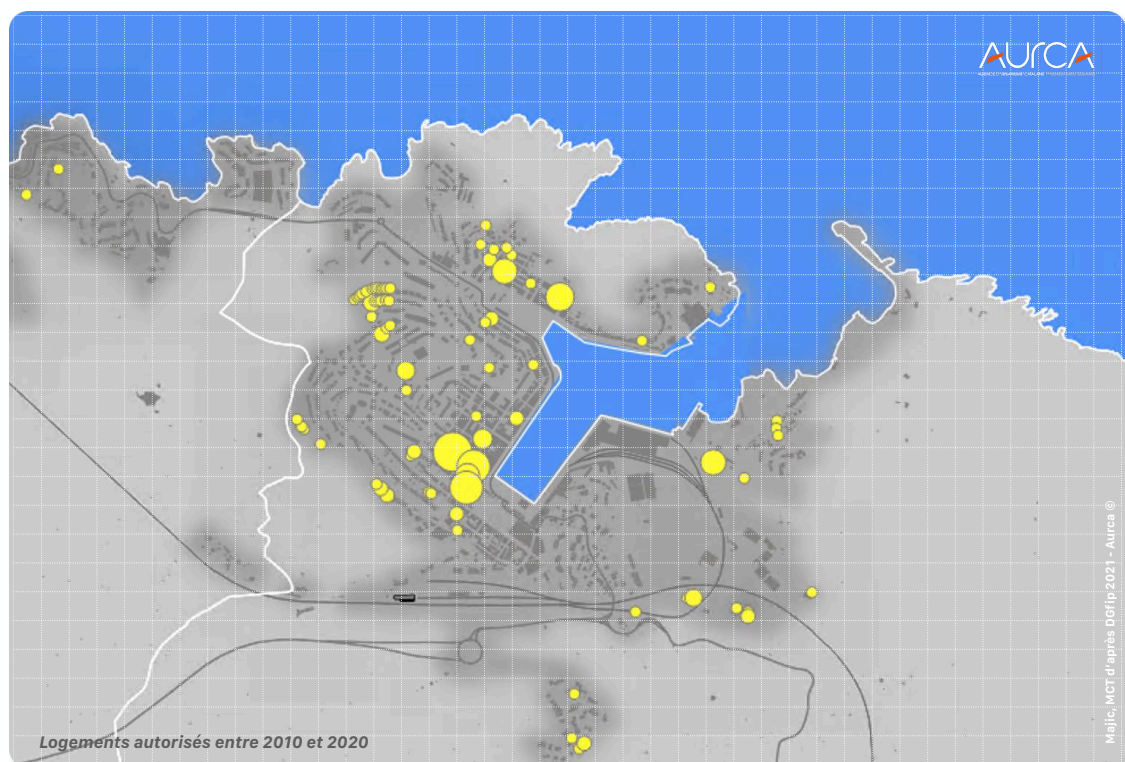 AURCA
Majic, MCT d'après DGfip 2021 - Aurca ©
Logements autorisés entre 2010 et 2020